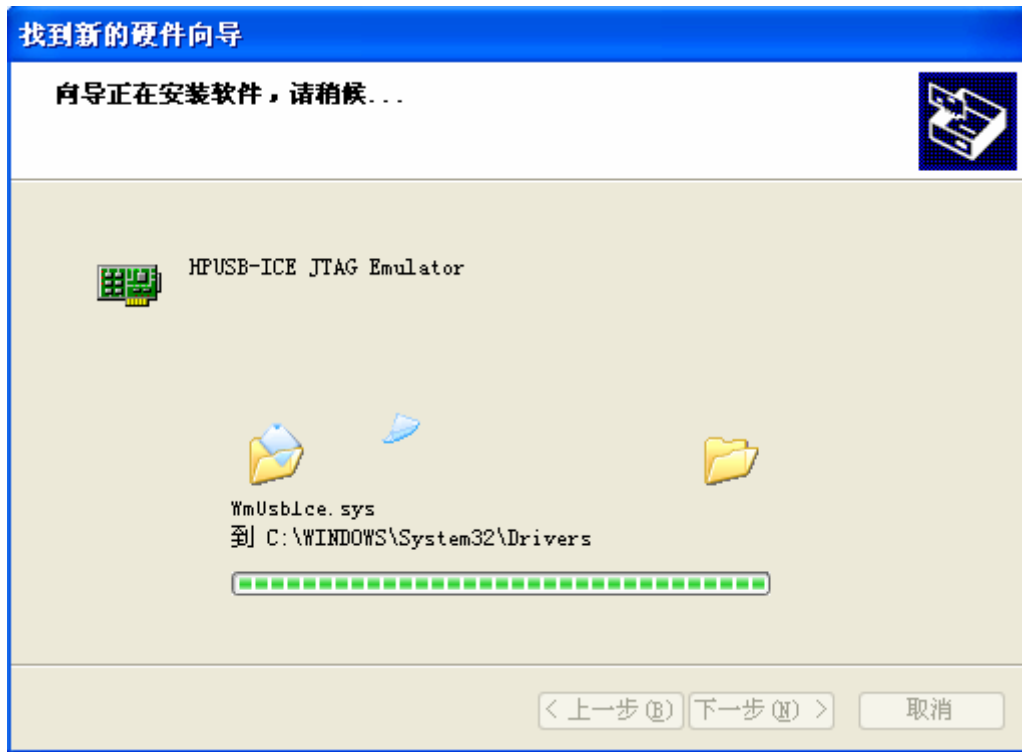 找到新的硬件向导
向导正在安装软件，请稍候...
HPUSB-ICE JTAG Emulator
WmUsbIce.sys
到 C:\WINDOWS\System32\Drivers
< 上一步(B) 下一步(N) > 取消